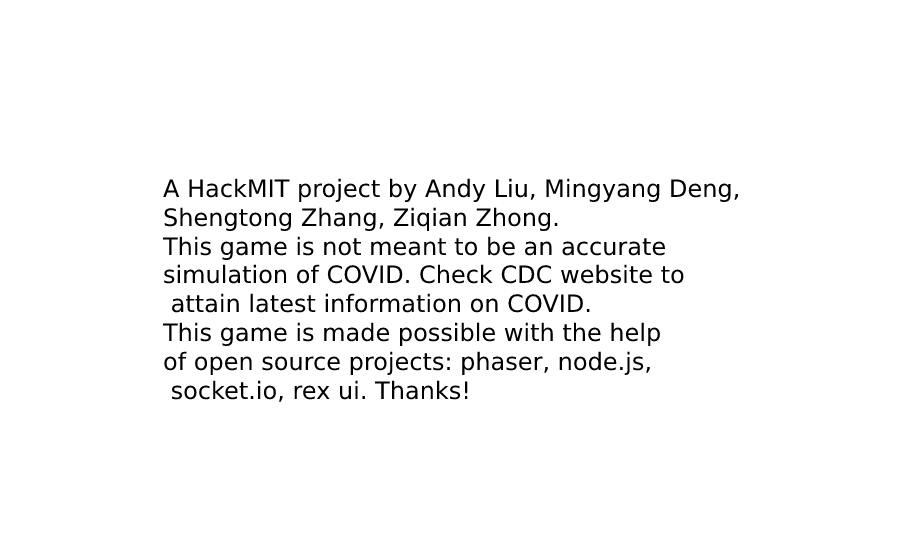 A HackMIT project by Andy Liu, Mingyang Deng,
Shengtong Zhang, Ziqian Zhong.
This game is not meant to be an accurate
simulation of COVID. Check CDC website to
attain latest information on COVID.
This game is made possible with the help
of open source projects: phaser, node.js,
socket.io, rex ui. Thanks!